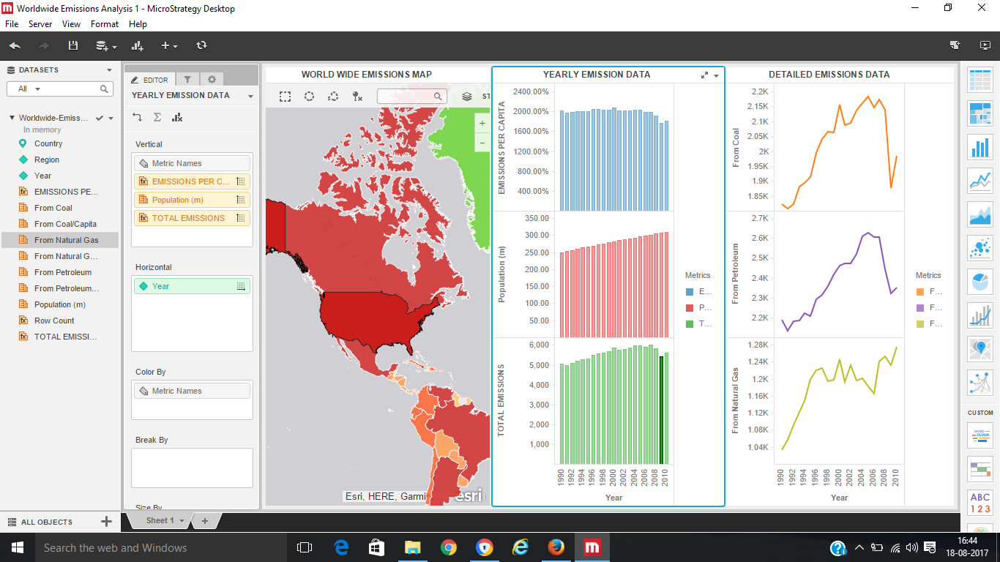 Worldwide Emissions Analysis 1 - MicroStrategy Desktop
File Server View Format Help
DATASETS
All
Worldwide-Emiss...
In memory
Country
Region
Year
EMISSIONS PE...
From Coal
From Coal/Capita
From Natural Gas
From Natural G...
From Petroleum
From Petroleum...
Population (m)
Row Count
TOTAL EMISSI...
ALL OBJECTS
EDITOR
YEARLY EMISSION DATA
Vertical
Metric Names
EMISSIONS PER C...
Population (m)
TOTAL EMISSIONS
Horizontal
Year
Color By
Metric Names
Break By
Size By
WORLD WIDE EMISSIONS MAP
ST
+
−
Esri, HERE, Garmi
esri
YEARLY EMISSION DATA
EMISSIONS PER CAPITA
2400.00%
2000.00%
1600.00%
1200.00%
800.00%
400.00%
Population (m)
350.00
300.00
250.00
200.00
150.00
100.00
50.00
TOTAL EMISSIONS
6,000
5,000
4,000
3,000
2,000
1,000
1990 1992 1994 1996 1998 2000 2002 2004 2006 2008 2010
Year
Metrics
E...
P...
T...
DETAILED EMISSIONS DATA
From Coal
2.2K
2.15K
2.1K
2.05K
2K
1.95K
1.9K
1.85K
From Petroleum
2.7K
2.6K
2.5K
2.4K
2.3K
2.2K
From Natural Gas
1.28K
1.24K
1.2K
1.16K
1.12K
1.08K
1.04K
1990 1992 1994 1996 1998 2000 2002 2004 2006 2008 2010
Year
Metrics
F...
F...
F...
CUSTOM
WORD
CLOUD
ABC
123
Sheet 1
Search the web and Windows
16:44
18-08-2017